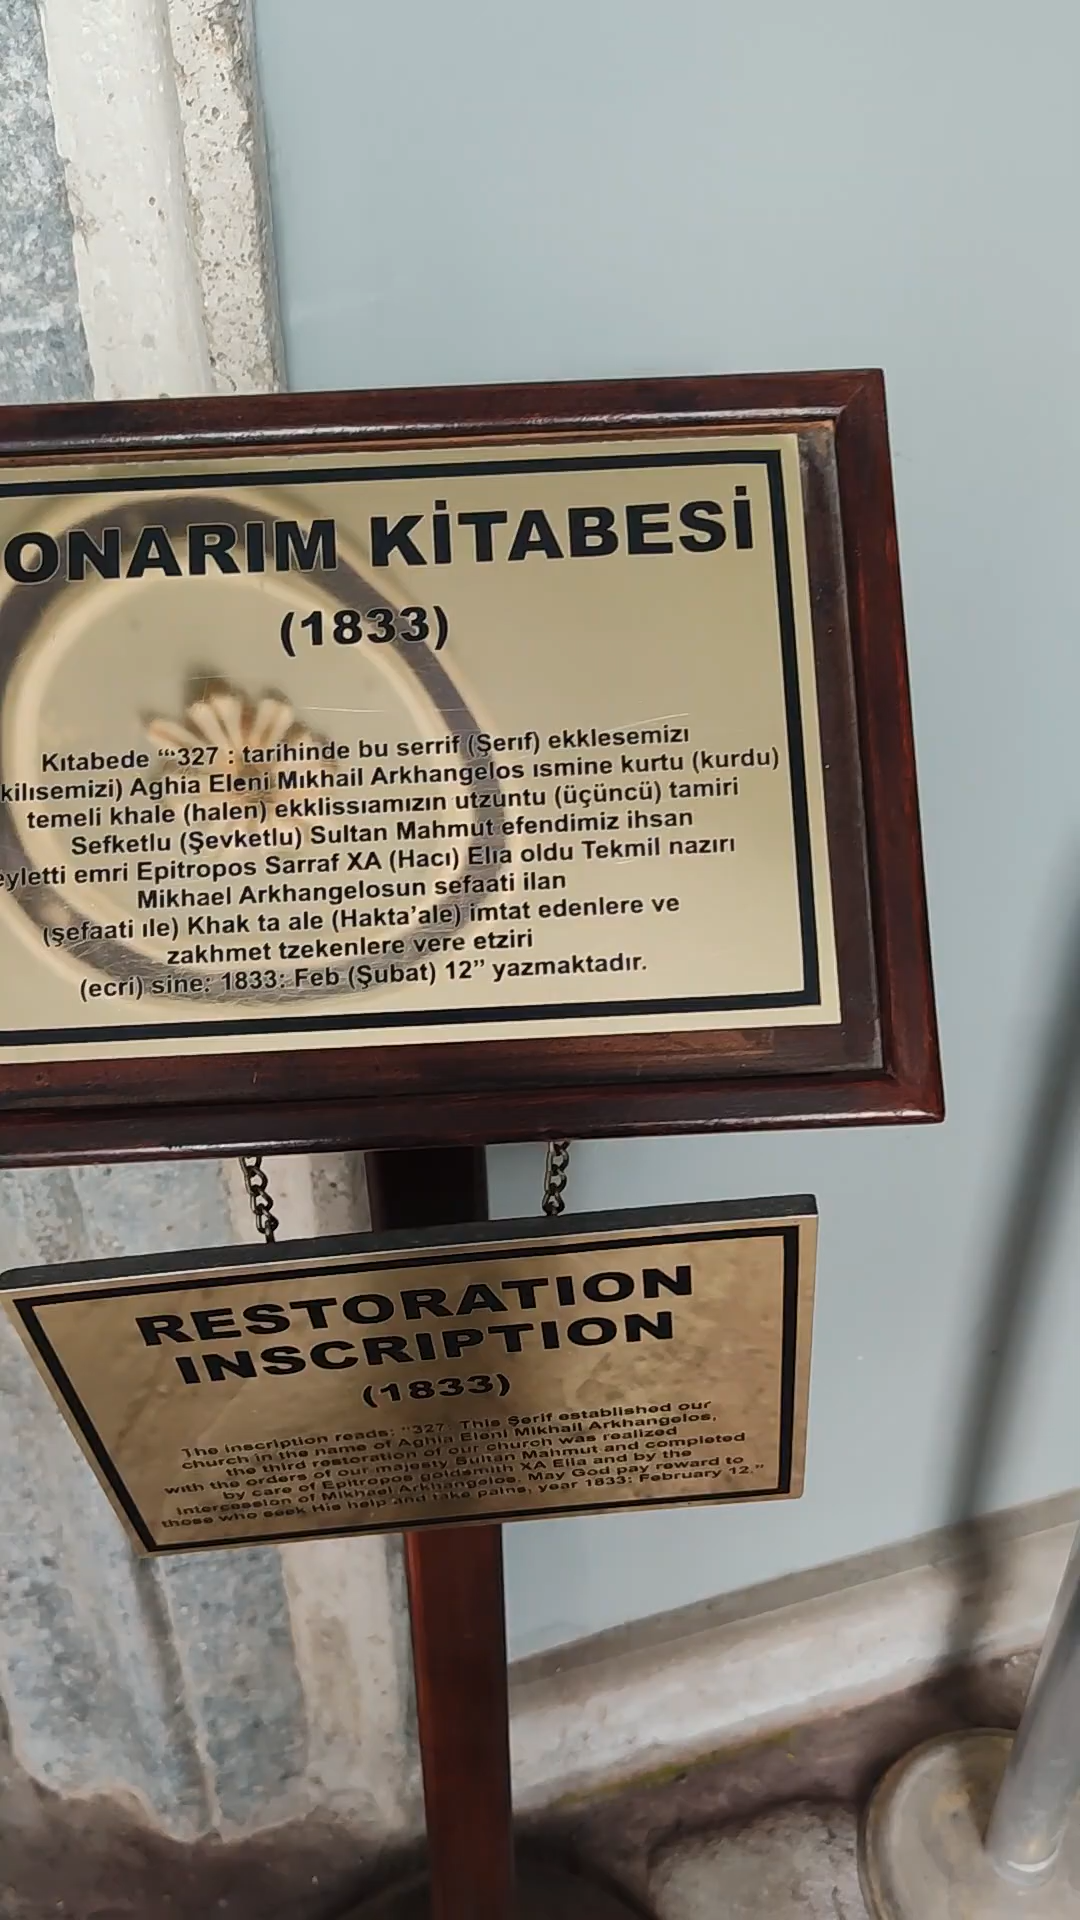 ONARIM KİTABESİ
(1833)
Kıtabede “‘327 : tarihinde bu serrif (Şerıf) ekklesemizı
kilısemizi) Aghia Eleni Mıkhail Arkhangelos ısmine kurtu (kurdu)
temeli khale (halen) ekklissıamızın utzuntu (üçüncü) tamiri
Sefketlu (Şevketlu) Sultan Mahmut efendimiz ihsan
eyletti emri Epitropos Sarraf XA (Hacı) Elıa oldu Tekmil nazırı
Mikhael Arkhangelosun sefaati ilan
(şefaati ıle) Khak ta ale (Hakta’ale) imtat edenlere ve
zakhmet tzekenlere vere etziri
(ecri) sine: 1833: Feb (Şubat) 12” yazmaktadır.
RESTORATION
INSCRIPTION
(1833)
The inscription reads: “327. This Şerif established our
church in the name of Aghia Eleni Mikhail Arkhangelos,
the third restoration of our church was realized
with the orders of our majesty Sultan Mahmut and completed
by care of Epitropos goldsmith XA Elia and by the
intercession of Mikhael Arkhangelos. May God pay reward to
those who seek His help and take pains, year 1833: February 12.”